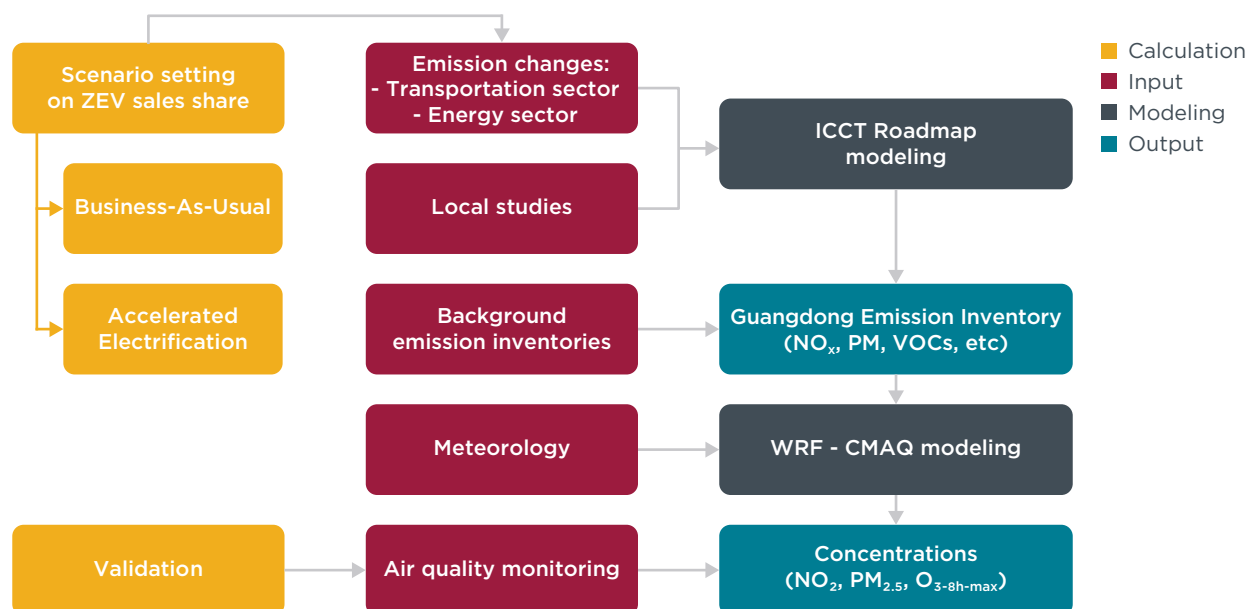 Scenario setting
on ZEV sales share
Business-As-Usual
Accelerated
Electrification
Validation
Emission changes:
- Transportation sector
- Energy sector
Local studies
Background
emission inventories
Meteorology
Air quality monitoring
ICCT Roadmap
modeling
Guangdong Emission Inventory
(NOₓ, PM, VOCs, etc)
WRF - CMAQ modeling
Concentrations
(NO₂, PM₂.₅, O₃₋₈ₕ₋ₘₐₓ)
Calculation
Input
Modeling
Output